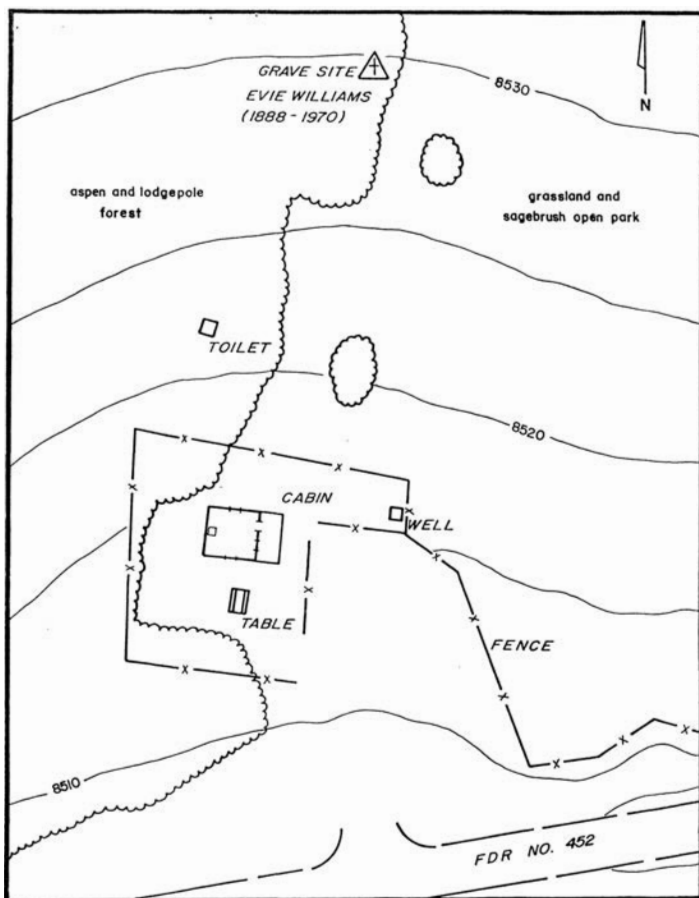 GRAVE SITE
EVIE WILLIAMS
(1888 - 1970)
8530
N
aspen and lodgepole
forest
grassland and
sagebrush open park
TOILET
8520
CABIN
WELL
TABLE
FENCE
8510
FDR NO. 452